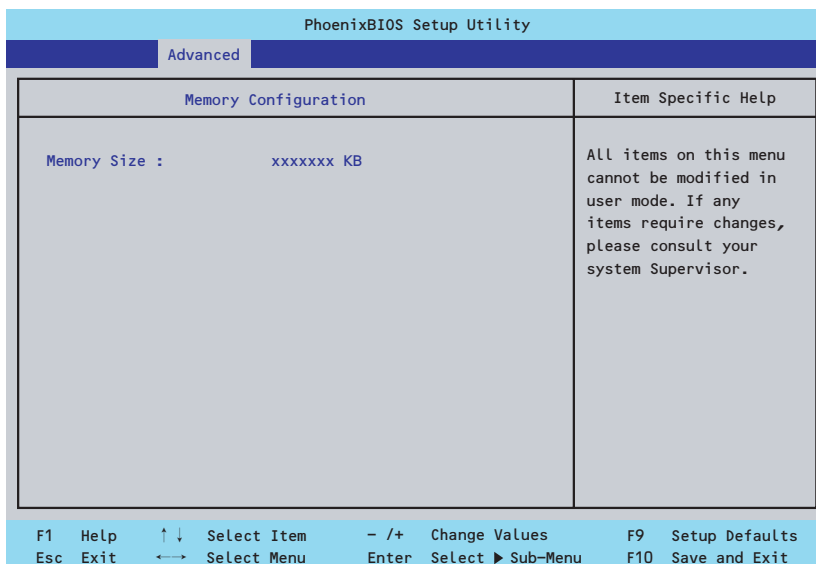 PhoenixBIOS Setup Utility
Advanced
Memory Configuration
Item Specific Help
Memory Size : xxxxxxx KB
All items on this menu
cannot be modified in
user mode. If any
items require changes,
please consult your
system Supervisor.
F1 Help ↑↓ Select Item – /+ Change Values F9 Setup Defaults
Esc Exit ←→ Select Menu Enter Select ▶ Sub–Menu F10 Save and Exit